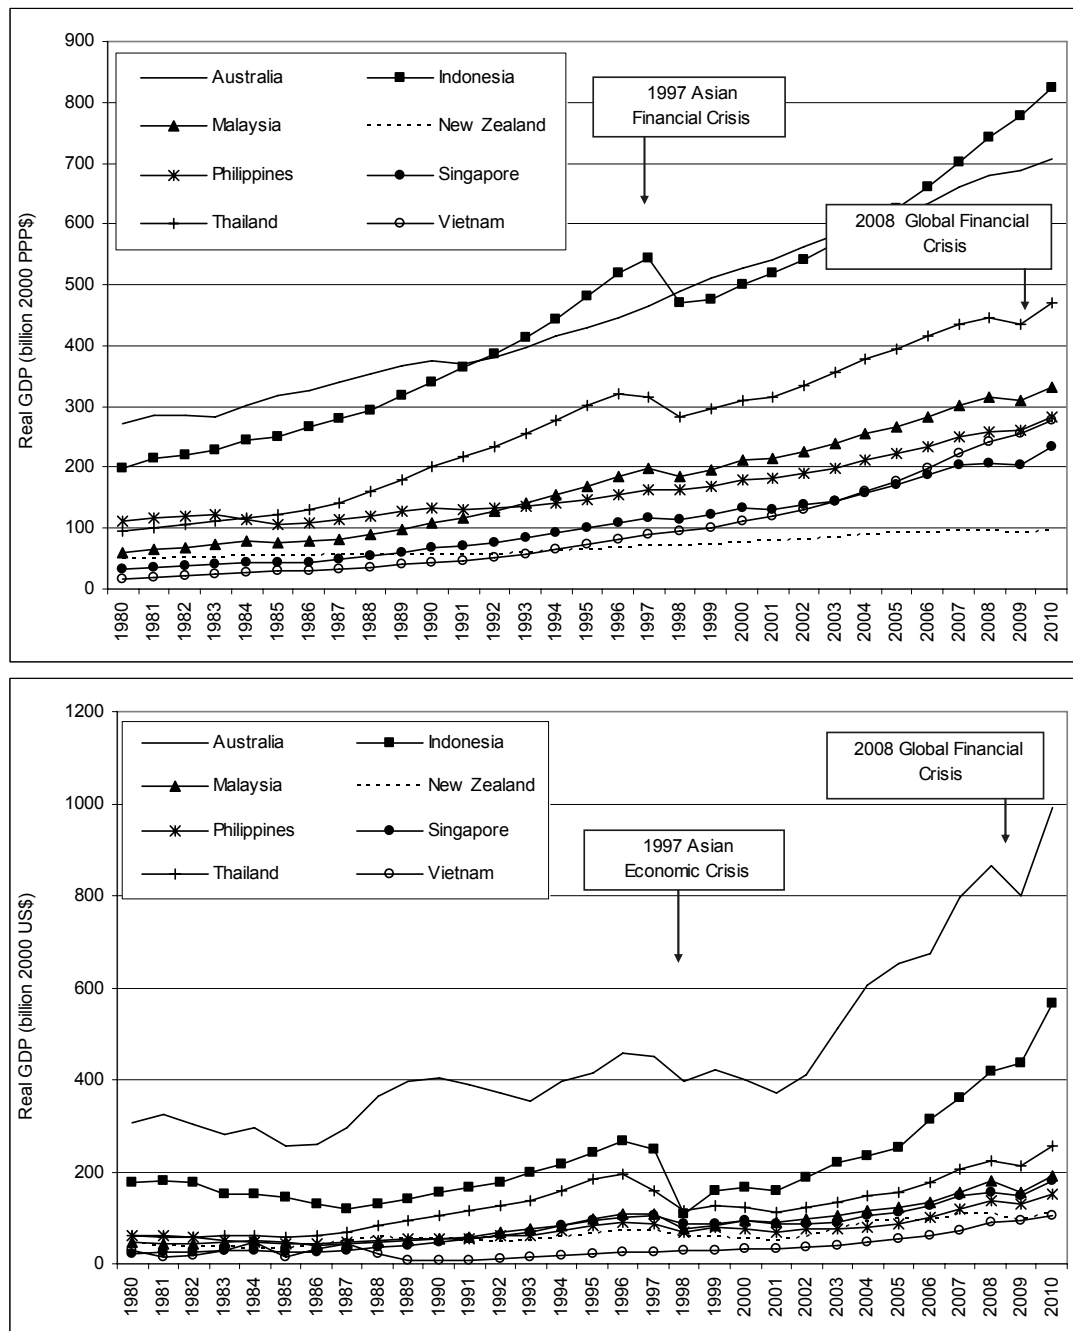 Real GDP (billion 2000 PPP$)
900
800
700
600
500
400
300
200
100
0
Australia
Indonesia
Malaysia
New Zealand
Philippines
Singapore
Thailand
Vietnam
1997 Asian
Financial Crisis
2008 Global Financial
Crisis
1980 1981 1982 1983 1984 1985 1986 1987 1988 1989 1990 1991 1992 1993 1994 1995 1996 1997 1998 1999 2000 2001 2002 2003 2004 2005 2006 2007 2008 2009 2010
Real GDP (billion 2000 US$)
1200
1000
800
600
400
200
0
Australia
Indonesia
Malaysia
New Zealand
Philippines
Singapore
Thailand
Vietnam
2008 Global Financial
Crisis
1997 Asian
Economic Crisis
1980 1981 1982 1983 1984 1985 1986 1987 1988 1989 1990 1991 1992 1993 1994 1995 1996 1997 1998 1999 2000 2001 2002 2003 2004 2005 2006 2007 2008 2009 2010